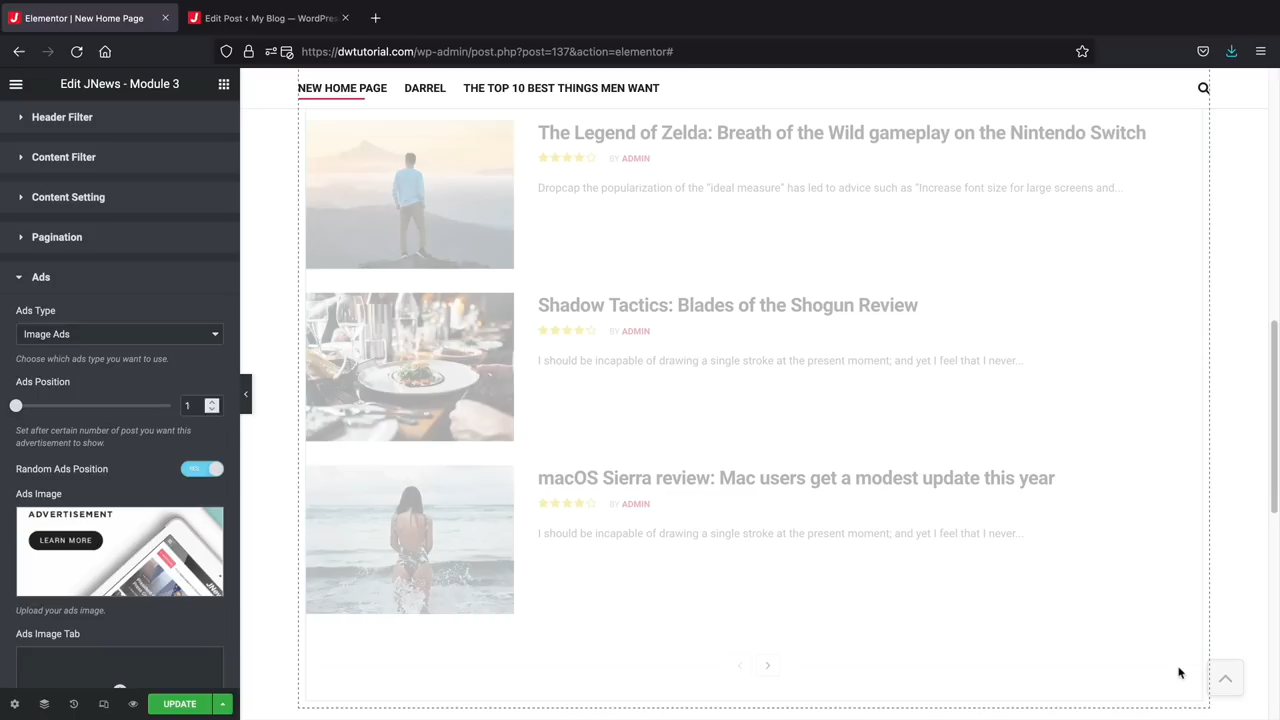 Elementor | New Home Page
Edit Post ‹ My Blog — WordPres
https://dwtutorial.com/wp-admin/post.php?post=137&action=elementor#
Edit JNews - Module 3
Header Filter
Content Filter
Content Setting
Pagination
Ads
Ads Type
Image Ads
Choose which ads type you want to use.
Ads Position
1
Set after certain number of post you want this
advertisement to show.
Random Ads Position
YES
Ads Image
ADVERTISEMENT
LEARN MORE
Upload your ads image.
Ads Image Tab
UPDATE
NEW HOME PAGE
DARREL
THE TOP 10 BEST THINGS MEN WANT
The Legend of Zelda: Breath of the Wild gameplay on the Nintendo Switch
BY ADMIN
Dropcap the popularization of the “ideal measure” has led to advice such as “Increase font size for large screens and...
Shadow Tactics: Blades of the Shogun Review
BY ADMIN
I should be incapable of drawing a single stroke at the present moment; and yet I feel that I never...
macOS Sierra review: Mac users get a modest update this year
BY ADMIN
I should be incapable of drawing a single stroke at the present moment; and yet I feel that I never...